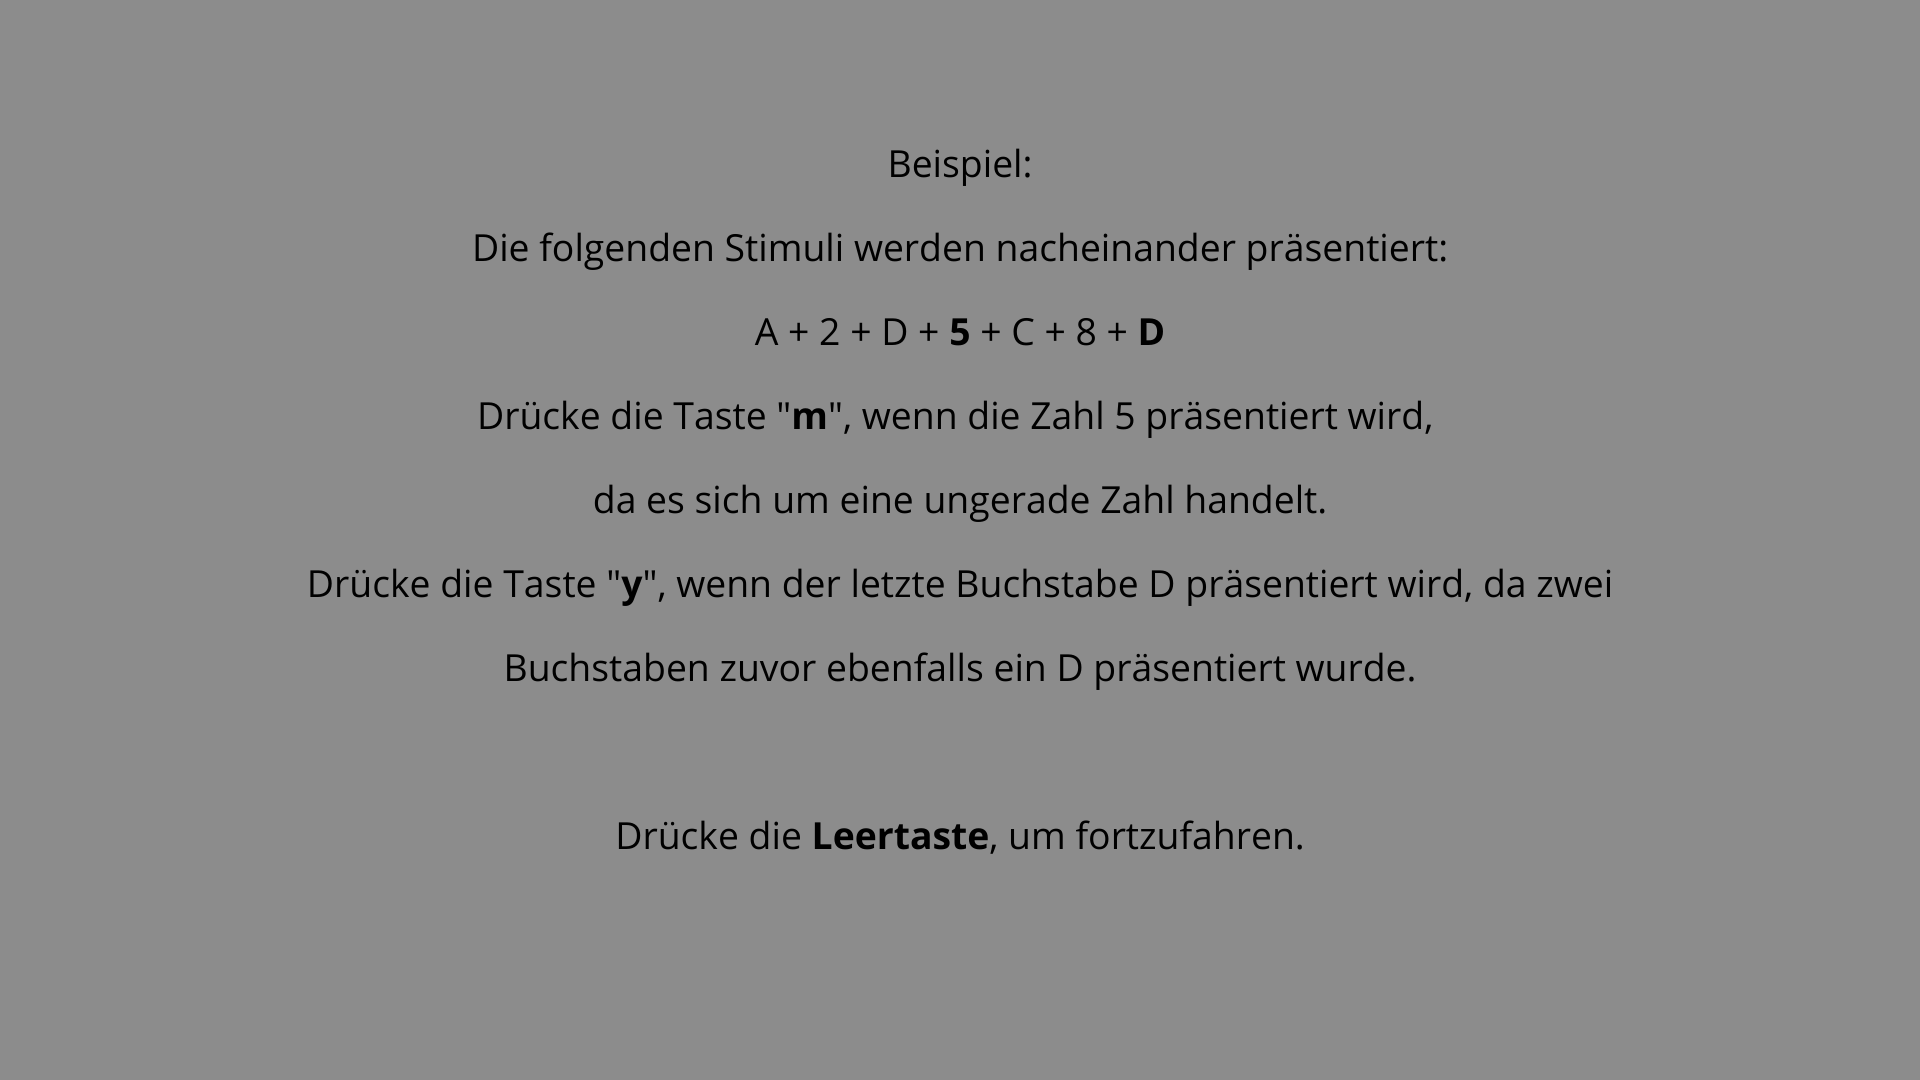 Beispiel:
Die folgenden Stimuli werden nacheinander präsentiert:
A + 2 + D + 5 + C + 8 + D
Drücke die Taste "m", wenn die Zahl 5 präsentiert wird,
da es sich um eine ungerade Zahl handelt.
Drücke die Taste "y", wenn der letzte Buchstabe D präsentiert wird, da zwei
Buchstaben zuvor ebenfalls ein D präsentiert wurde.
Drücke die Leertaste, um fortzufahren.